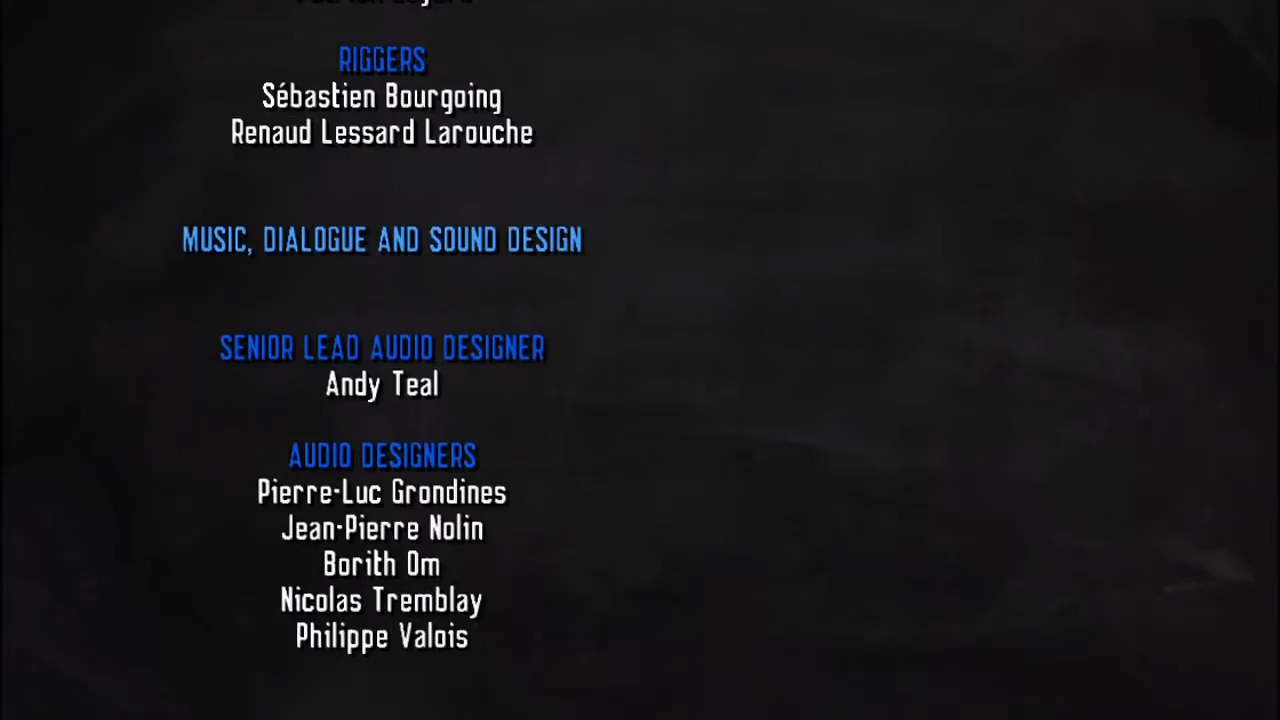 RIGGERS
Sébastien Bourgoing
Renaud Lessard Larouche
MUSIC, DIALOGUE AND SOUND DESIGN
SENIOR LEAD AUDIO DESIGNER
Andy Teal
AUDIO DESIGNERS
Pierre-Luc Grondines
Jean-Pierre Nolin
Borith Om
Nicolas Tremblay
Philippe Valois